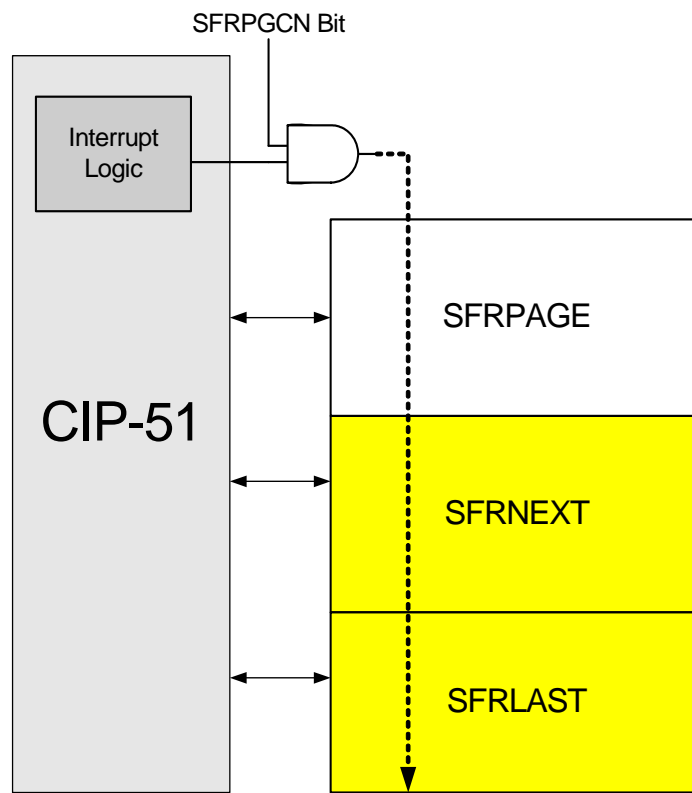 SFRPGCN Bit
Interrupt
Logic
SFRPAGE
CIP-51
SFRNEXT
SFRLAST